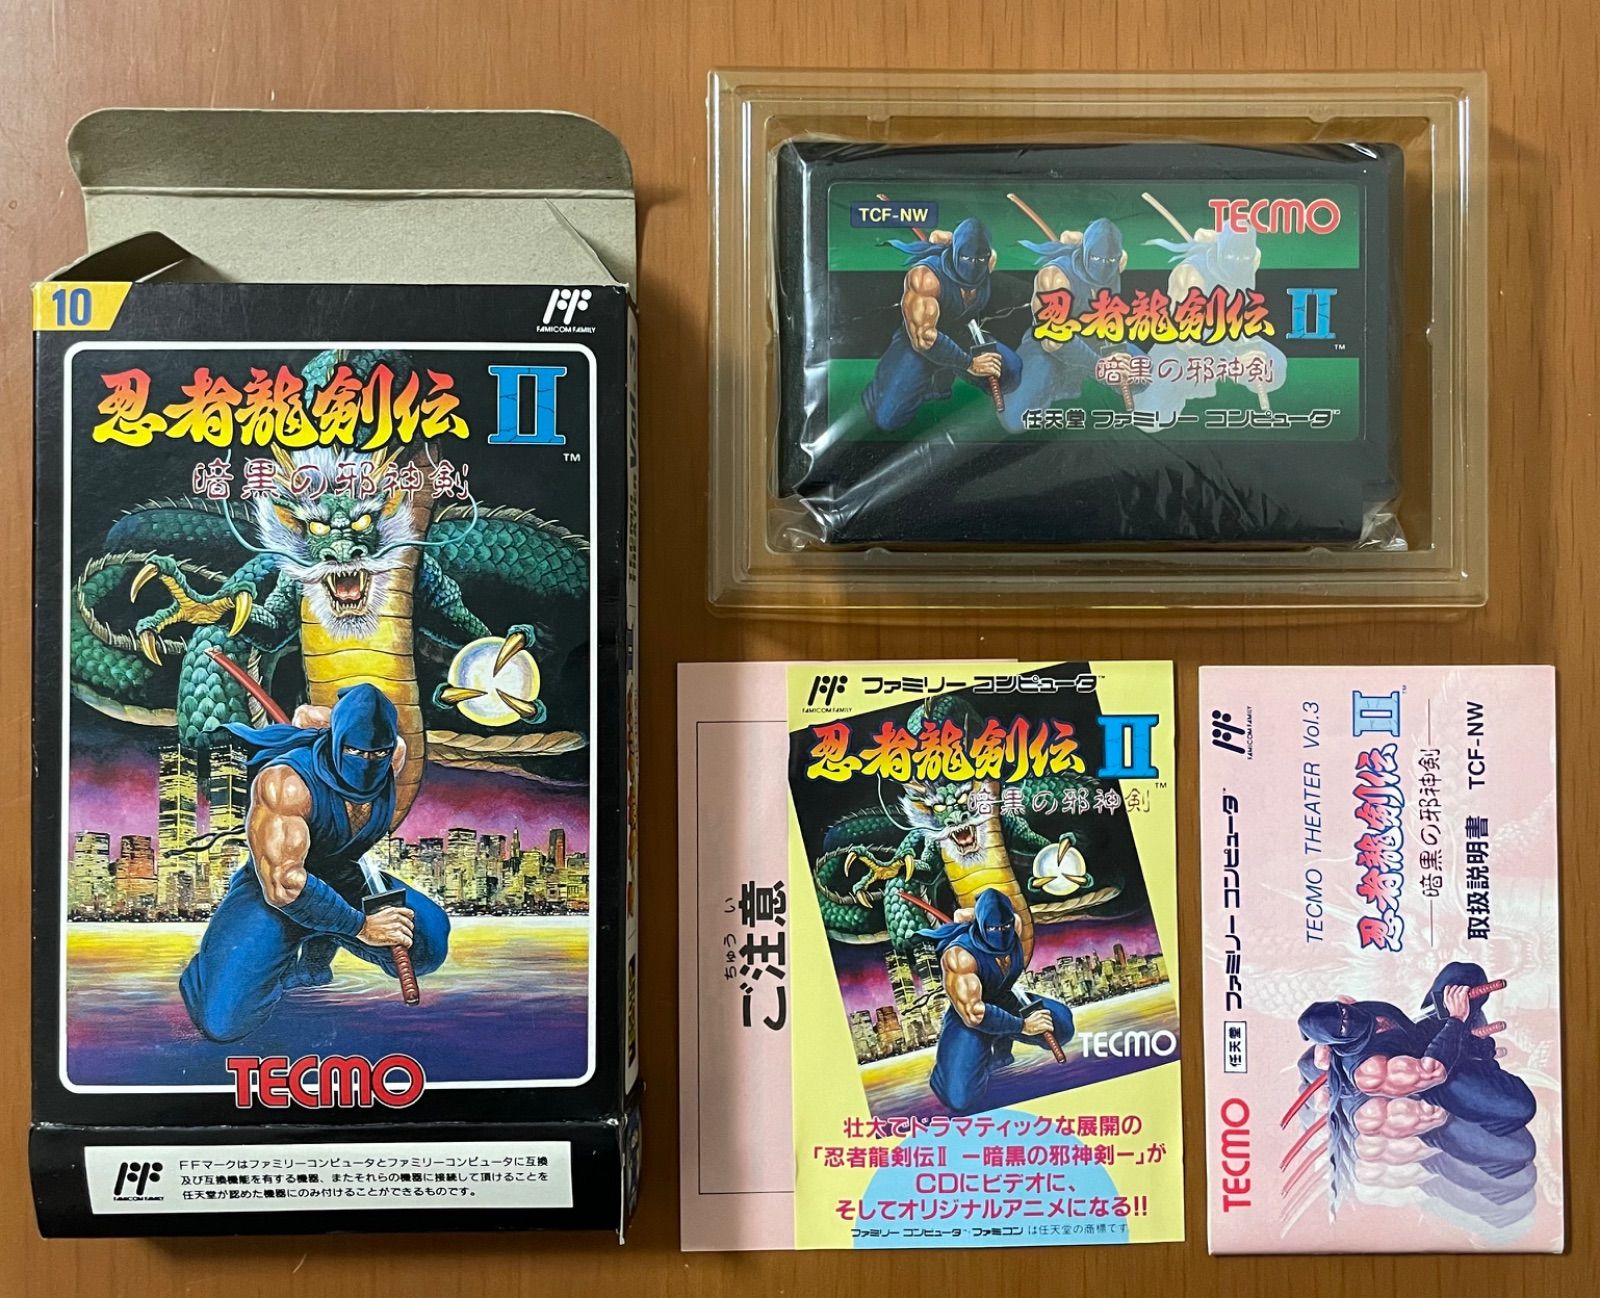 10
FAMICOM FAMILY
忍者龍剣伝 II
TM
暗黒の邪神剣
TECMO
FAMICOM FAMILY
FFマークはファミリーコンピュータとファミリーコンピュータに互換
及び互換機能を有する機器、またそれらの機器に接続して頂けることを
任天堂が認めた機器にのみ付けることができるものです。
TCF-NW
TECMO
忍者龍剣伝 II
TM
暗黒の邪神剣
任天堂 ファミリー コンピュータ
ご注意
ちゅうい
FAMICOM FAMILY
ファミリー コンピュータ
TM
忍者龍剣伝 II
TM
暗黒の邪神剣
TECMO
壮大でドラマティックな展開の
「忍者龍剣伝II ー暗黒の邪神剣ー」が
CDにビデオに、
そしてオリジナルアニメになる!!
ファミリー コンピュータ・ファミコン は任天堂の商標です
FAMICOM FAMILY
任天堂 ファミリー コンピュータ
TM
TECMO THEATER Vol.3
忍者龍剣伝 II
TM
暗黒の邪神剣
取扱説明書 TCF-NW
TECMO